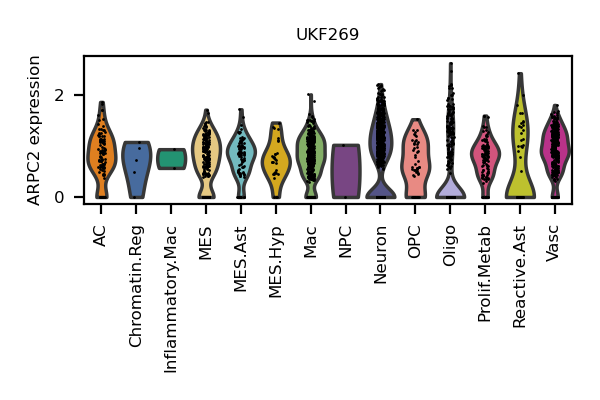 UKF269
ARPC2 expression
2
0
AC
Chromatin.Reg
Inflammatory.Mac
MES
MES.Ast
MES.Hyp
Mac
NPC
Neuron
OPC
Oligo
Prolif.Metab
Reactive.Ast
Vasc